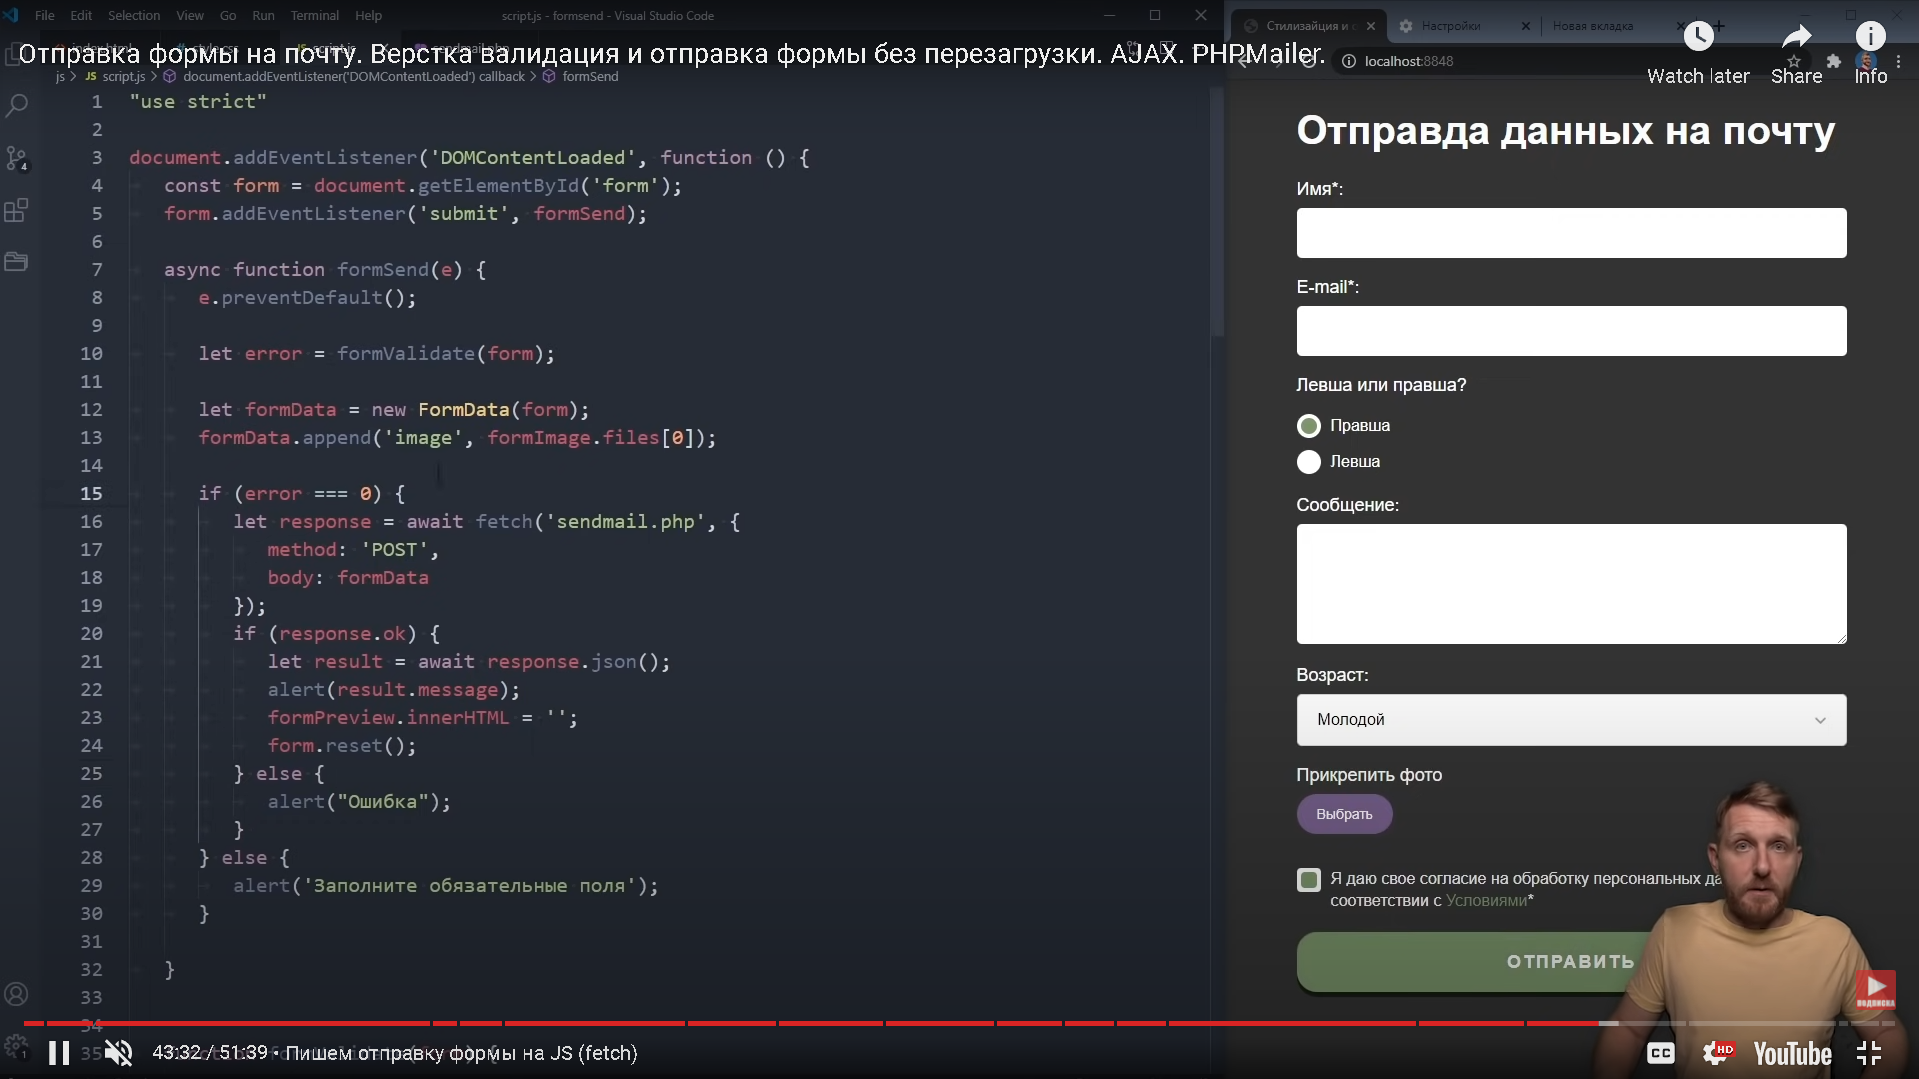 File Edit Selection View Go Run Terminal Help
script.js - formsend - Visual Studio Code
Стилизация и с
Настройки
Новая вкладка
Отправка формы на почту. Верстка валидация и отправка формы без перезагрузки. AJAX. PHPMailer.
js > JS script.js > document.addEventListener('DOMContentLoaded') callback > formSend
localhost:8848
Watch later
Share
Info
1 "use strict"
2
3 document.addEventListener('DOMContentLoaded', function () {
4 const form = document.getElementById('form');
5 form.addEventListener('submit', formSend);
6
7 async function formSend(e) {
8 e.preventDefault();
9
10 let error = formValidate(form);
11
12 let formData = new FormData(form);
13 formData.append('image', formImage.files[0]);
14
15 if (error === 0) {
16 let response = await fetch('sendmail.php', {
17 method: 'POST',
18 body: formData
19 });
20 if (response.ok) {
21 let result = await response.json();
22 alert(result.message);
23 formPreview.innerHTML = '';
24 form.reset();
25 } else {
26 alert("Ошибка");
27 }
28 } else {
29 alert('Заполните обязательные поля');
30 }
31
32 }
33
34
35
4
1
Отправда данных на почту
Имя*:
E-mail*:
Левша или правша?
Правша
Левша
Сообщение:
Возраст:
Молодой
Прикрепить фото
Выбрать
Я даю свое согласие на обработку персональных да
соответствии с Условиями*
ОТПРАВИТЬ
ПОДПИСКА
43:32 / 51:39 • Пишем отправку формы на JS (fetch)
CC
HD
YouTube